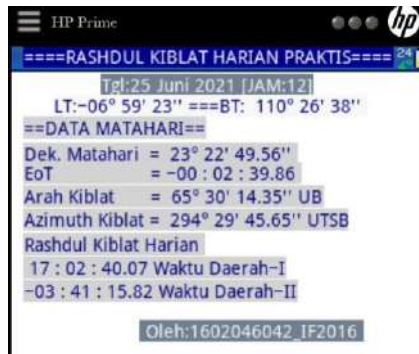 HP Prime
hp
====RASHDUL KIBLAT HARIAN PRAKTIS====
24
Tgl:25 Juni 2021 [JAM:12]
LT:−06° 59' 23'' ===BT: 110° 26' 38''
==DATA MATAHARI==
Dek. Matahari = 23° 22' 49.56''
EoT = −00 : 02 : 39.86
Arah Kiblat = 65° 30' 14.35'' UB
Azimuth Kiblat = 294° 29' 45.65'' UTSB
Rashdul Kiblat Harian
17 : 02 : 40.07 Waktu Daerah−I
−03 : 41 : 15.82 Waktu Daerah−II
Oleh:1602046042_IF2016